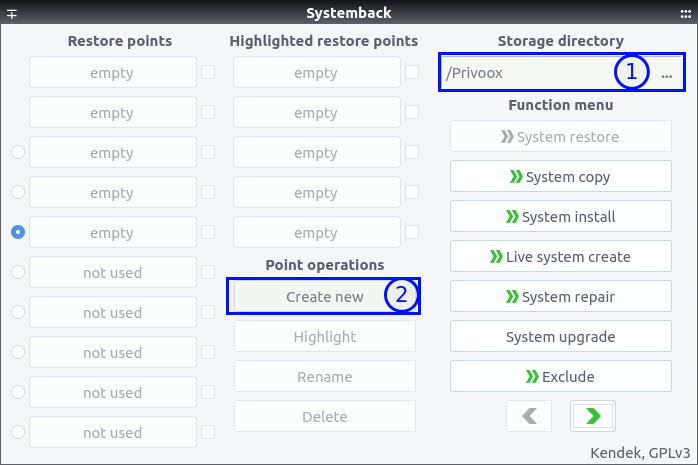 Systemback
Restore points
empty
empty
empty
empty
empty
not used
not used
not used
not used
not used
Highlighted restore points
empty
empty
empty
empty
empty
Point operations
Create new 2
Highlight
Rename
Delete
Storage directory
/Privoox 1 ...
Function menu
System restore
System copy
System install
Live system create
System repair
System upgrade
Exclude
Kendek, GPLv3